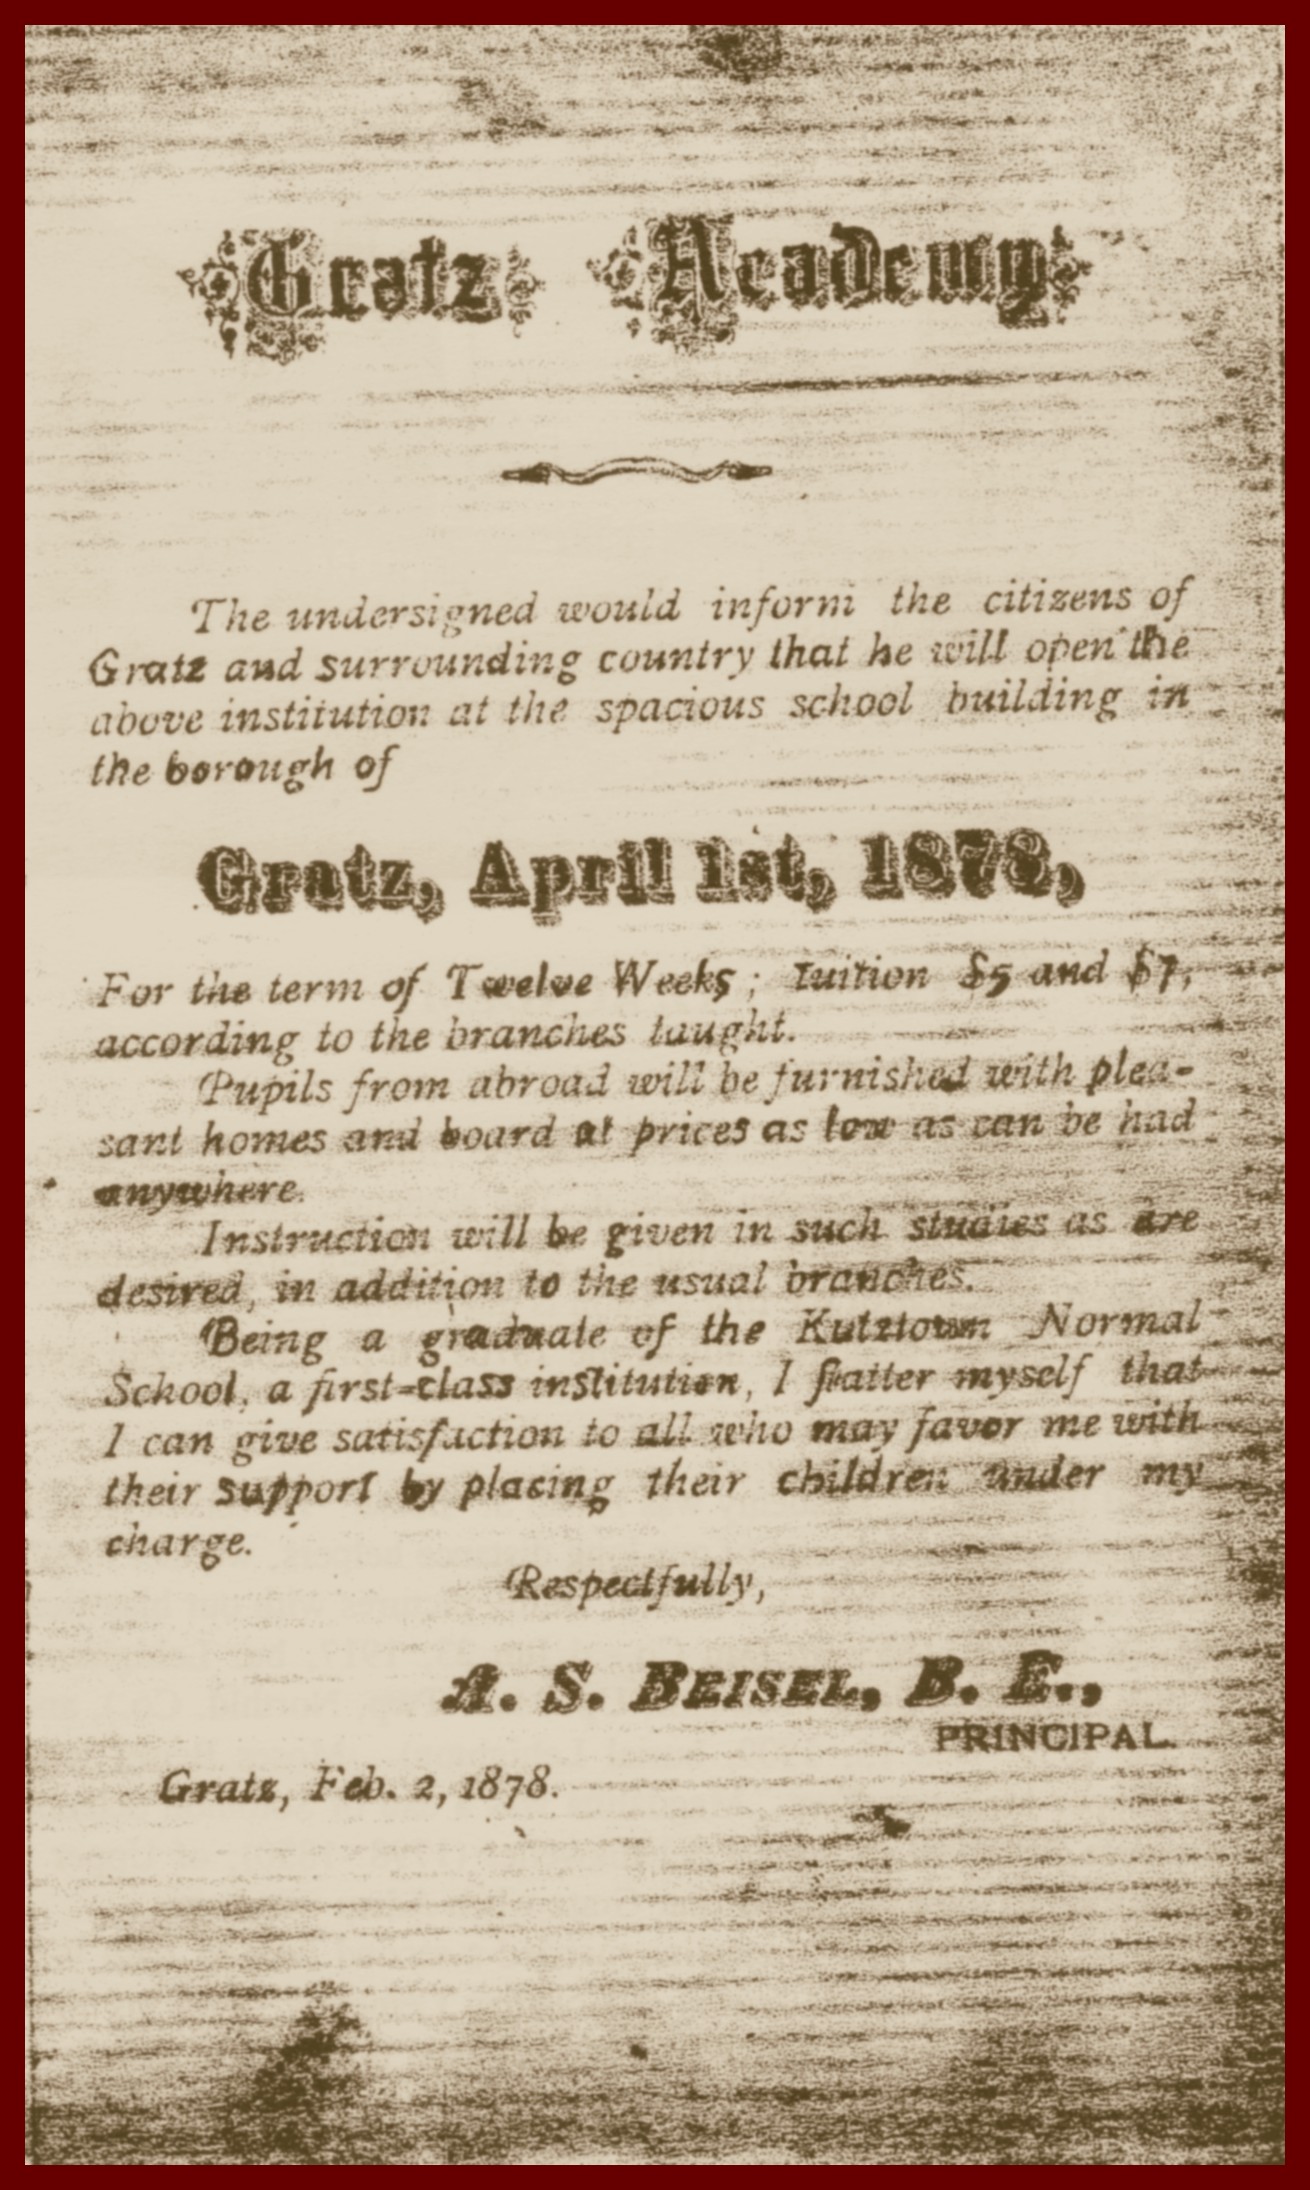 Gratz Academy
The undersigned would inform the citizens of
Gratz and surrounding country that he will open the
above institution at the spacious school building in
the borough of
Gratz, April 1st, 1878,
For the term of Twelve Weeks; tuition $5 and $7,
according to the branches taught.
Pupils from abroad will be furnished with plea-
sant homes and board at prices as low as can be had
anywhere.
Instruction will be given in such studies as are
desired, in addition to the usual branches.
Being a graduate of the Kutztown Normal
School, a first-class institution, I flatter myself that
I can give satisfaction to all who may favor me with
their support by placing their children under my
charge.
Respectfully,
A. S. BEISEL, B. E.,
PRINCIPAL.
Gratz, Feb. 2, 1878.